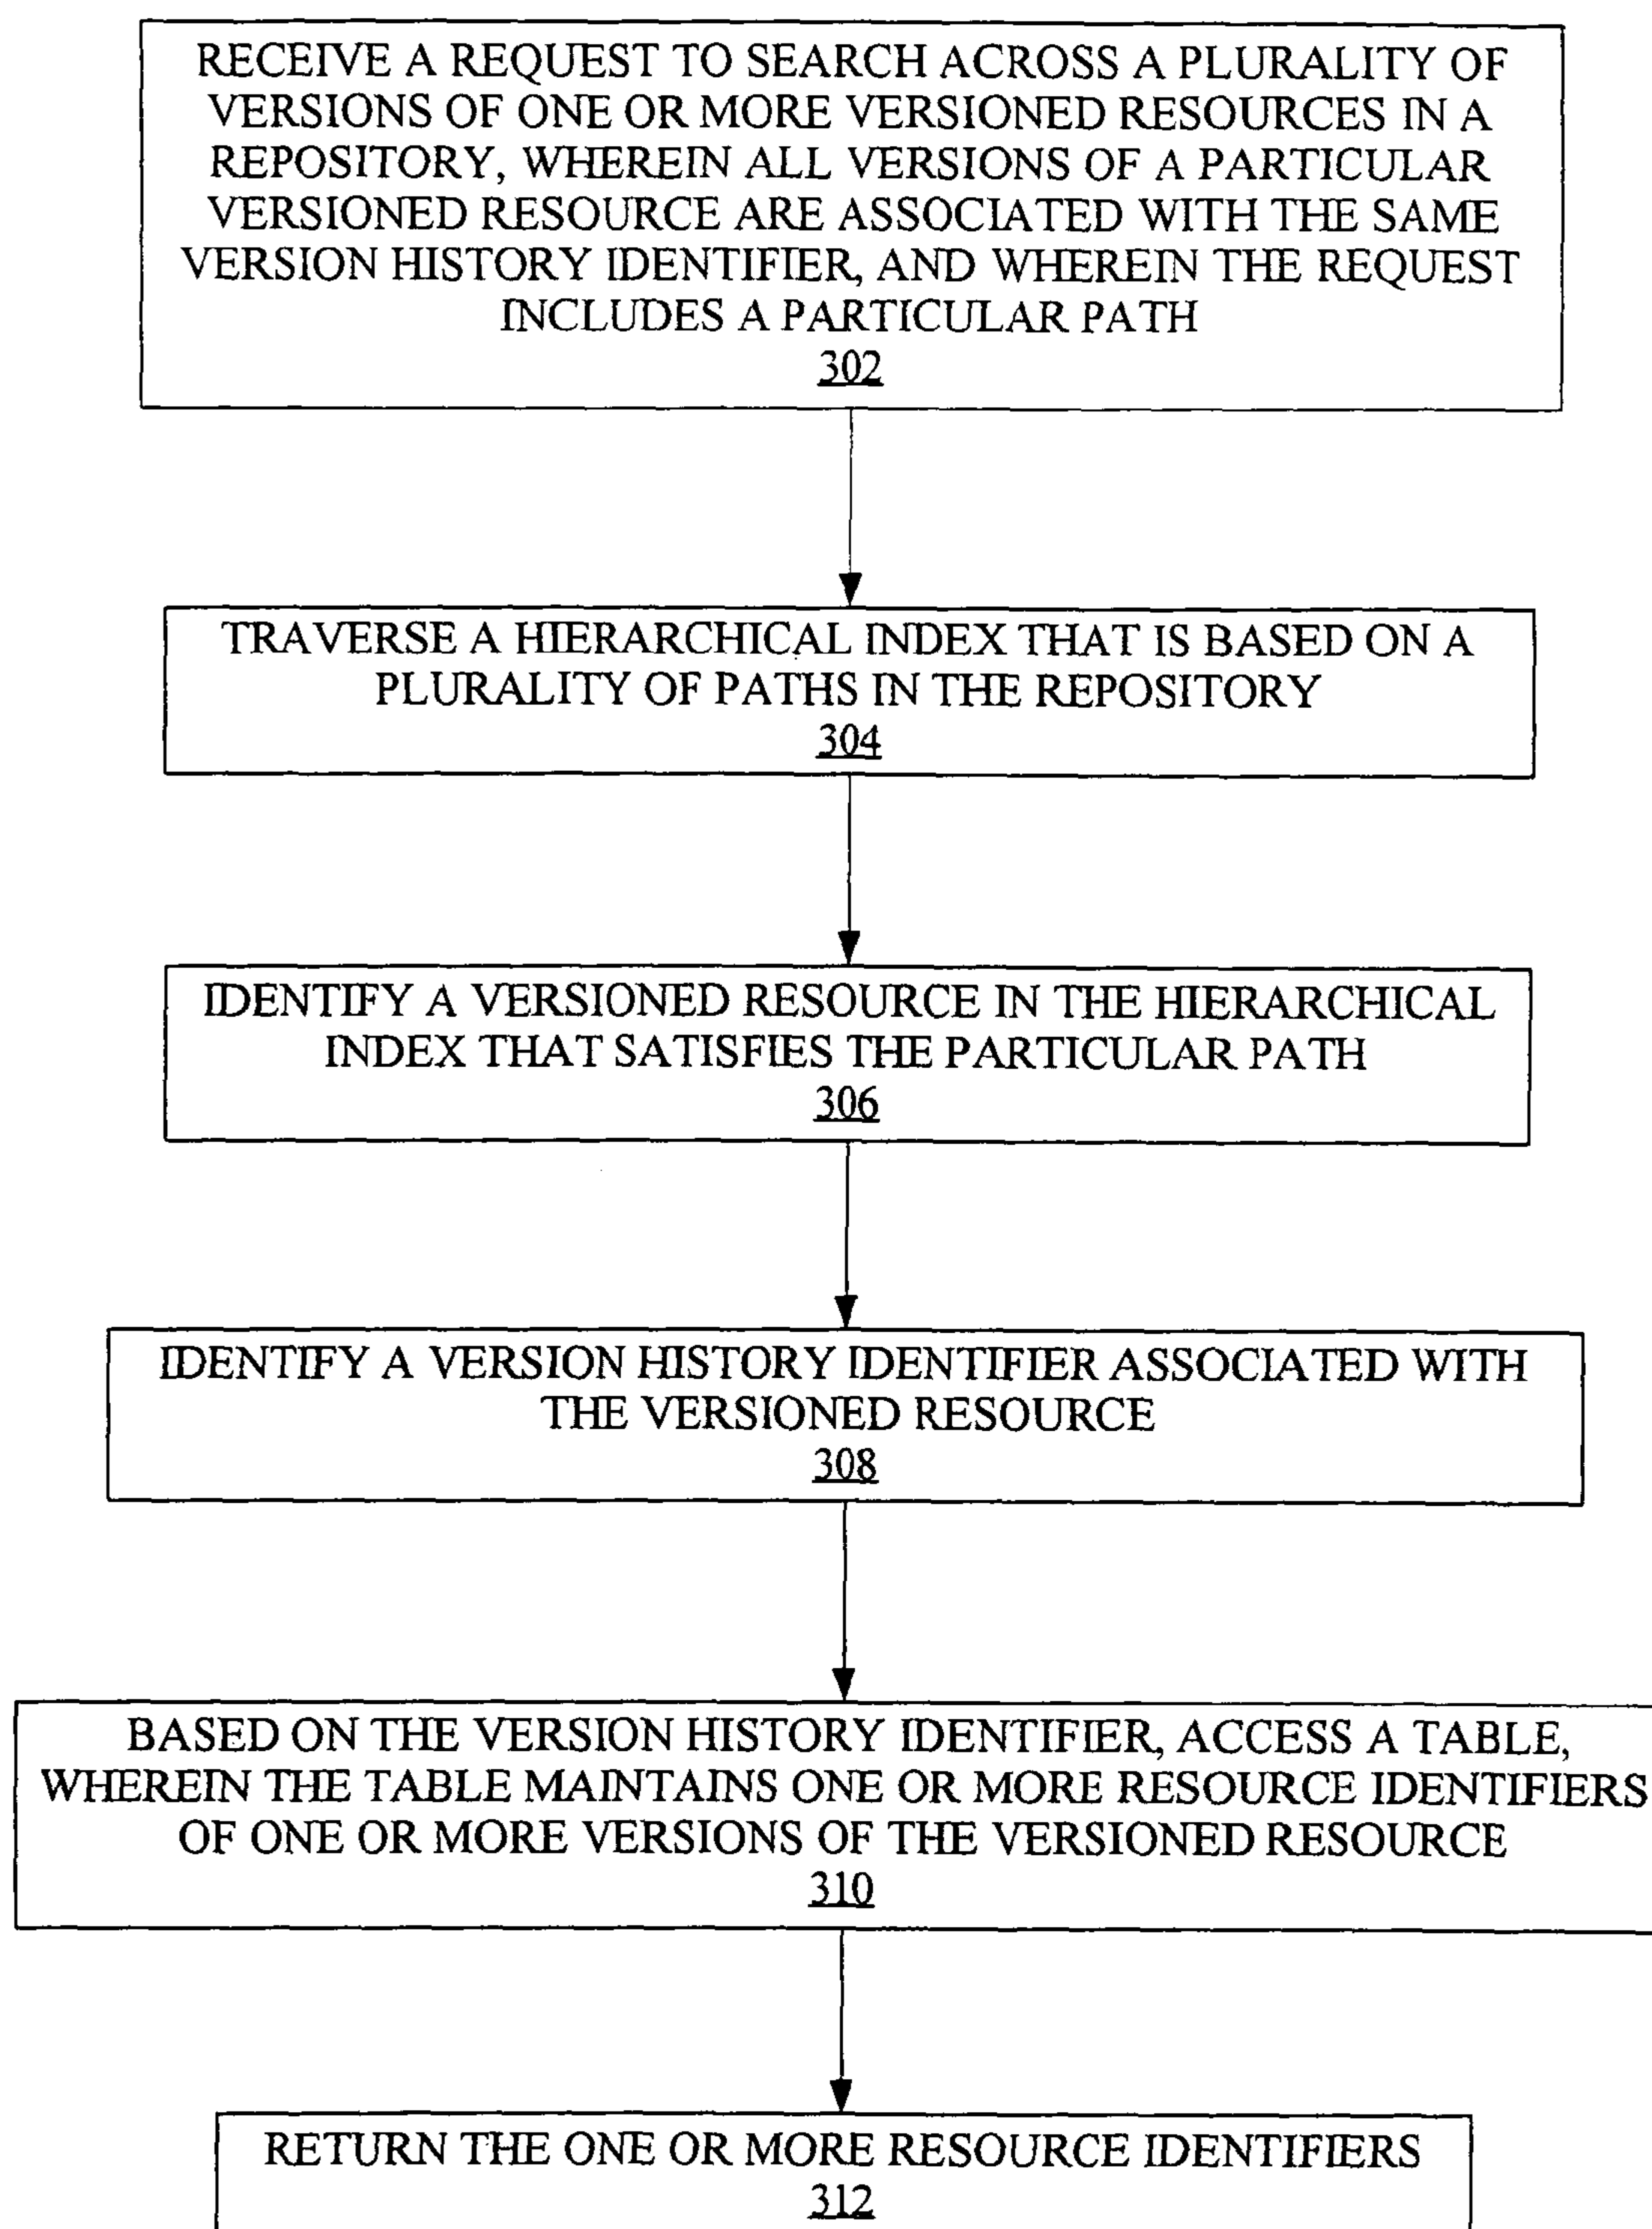 RECEIVE A REQUEST TO SEARCH ACROSS A PLURALITY OF
VERSIONS OF ONE OR MORE VERSIONED RESOURCES IN A
REPOSITORY, WHEREIN ALL VERSIONS OF A PARTICULAR
VERSIONED RESOURCE ARE ASSOCIATED WITH THE SAME
VERSION HISTORY IDENTIFIER, AND WHEREIN THE REQUEST
INCLUDES A PARTICULAR PATH
302
TRAVERSE A HIERARCHICAL INDEX THAT IS BASED ON A
PLURALITY OF PATHS IN THE REPOSITORY
304
IDENTIFY A VERSIONED RESOURCE IN THE HIERARCHICAL
INDEX THAT SATISFIES THE PARTICULAR PATH
306
IDENTIFY A VERSION HISTORY IDENTIFIER ASSOCIATED WITH
THE VERSIONED RESOURCE
308
BASED ON THE VERSION HISTORY IDENTIFIER, ACCESS A TABLE,
WHEREIN THE TABLE MAINTAINS ONE OR MORE RESOURCE IDENTIFIERS
OF ONE OR MORE VERSIONS OF THE VERSIONED RESOURCE
310
RETURN THE ONE OR MORE RESOURCE IDENTIFIERS
312